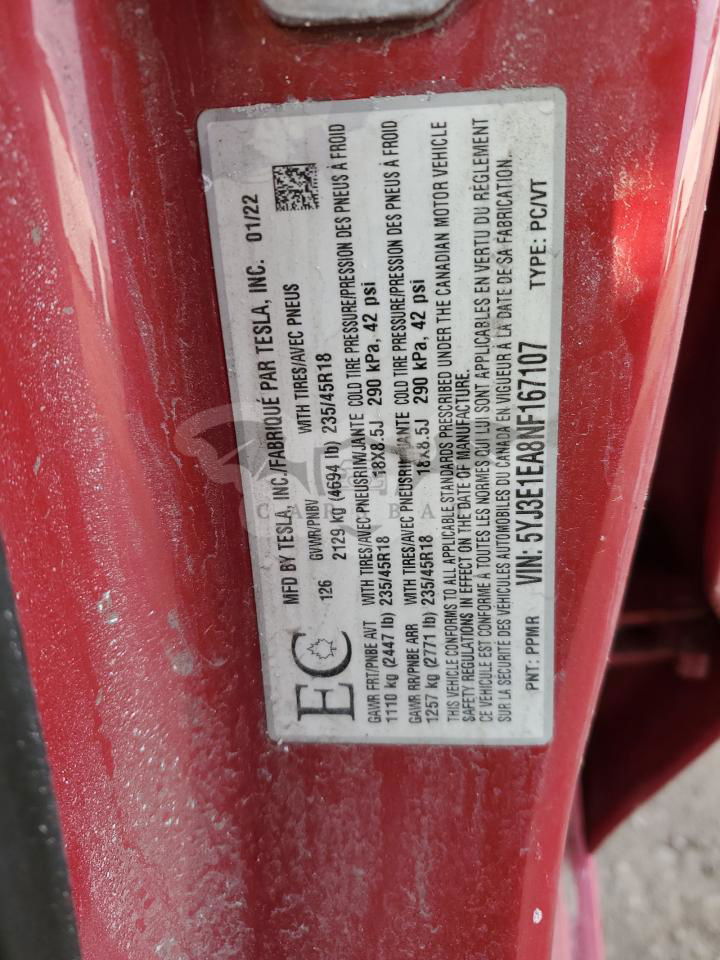 MFD BY TESLA, INC./FABRIQUÉ PAR TESLA, INC. 01/22
EC
126
GVWR/PNBV WITH TIRES/AVEC PNEUS
2129 kg (4694 lb) 235/45R18
GAWR FRT/PNBE AVT WITH TIRES/AVEC PNEUS RIM/JANTE COLD TIRE PRESSURE/PRESSION DES PNEUS À FROID
1110 kg (2447 lb) 235/45R18 18X8.5J 290 kPa, 42 psi
GAWR RR/PNBE ARR WITH TIRES/AVEC PNEUS RIM/JANTE COLD TIRE PRESSURE/PRESSION DES PNEUS À FROID
1257 kg (2771 lb) 235/45R18 18X8.5J 290 kPa, 42 psi
THIS VEHICLE CONFORMS TO ALL APPLICABLE STANDARDS PRESCRIBED UNDER THE CANADIAN MOTOR VEHICLE
SAFETY REGULATIONS IN EFFECT ON THE DATE OF MANUFACTURE.
CE VÉHICULE EST CONFORME À TOUTES LES NORMES QUI LUI SONT APPLICABLES EN VERTU DU RÈGLEMENT
SUR LA SÉCURITÉ DES VÉHICULES AUTOMOBILES DU CANADA EN VIGUEUR À LA DATE DE SA FABRICATION.
PNT: PPMR VIN: 5YJ3E1EA8NF167107 TYPE: PC/VT